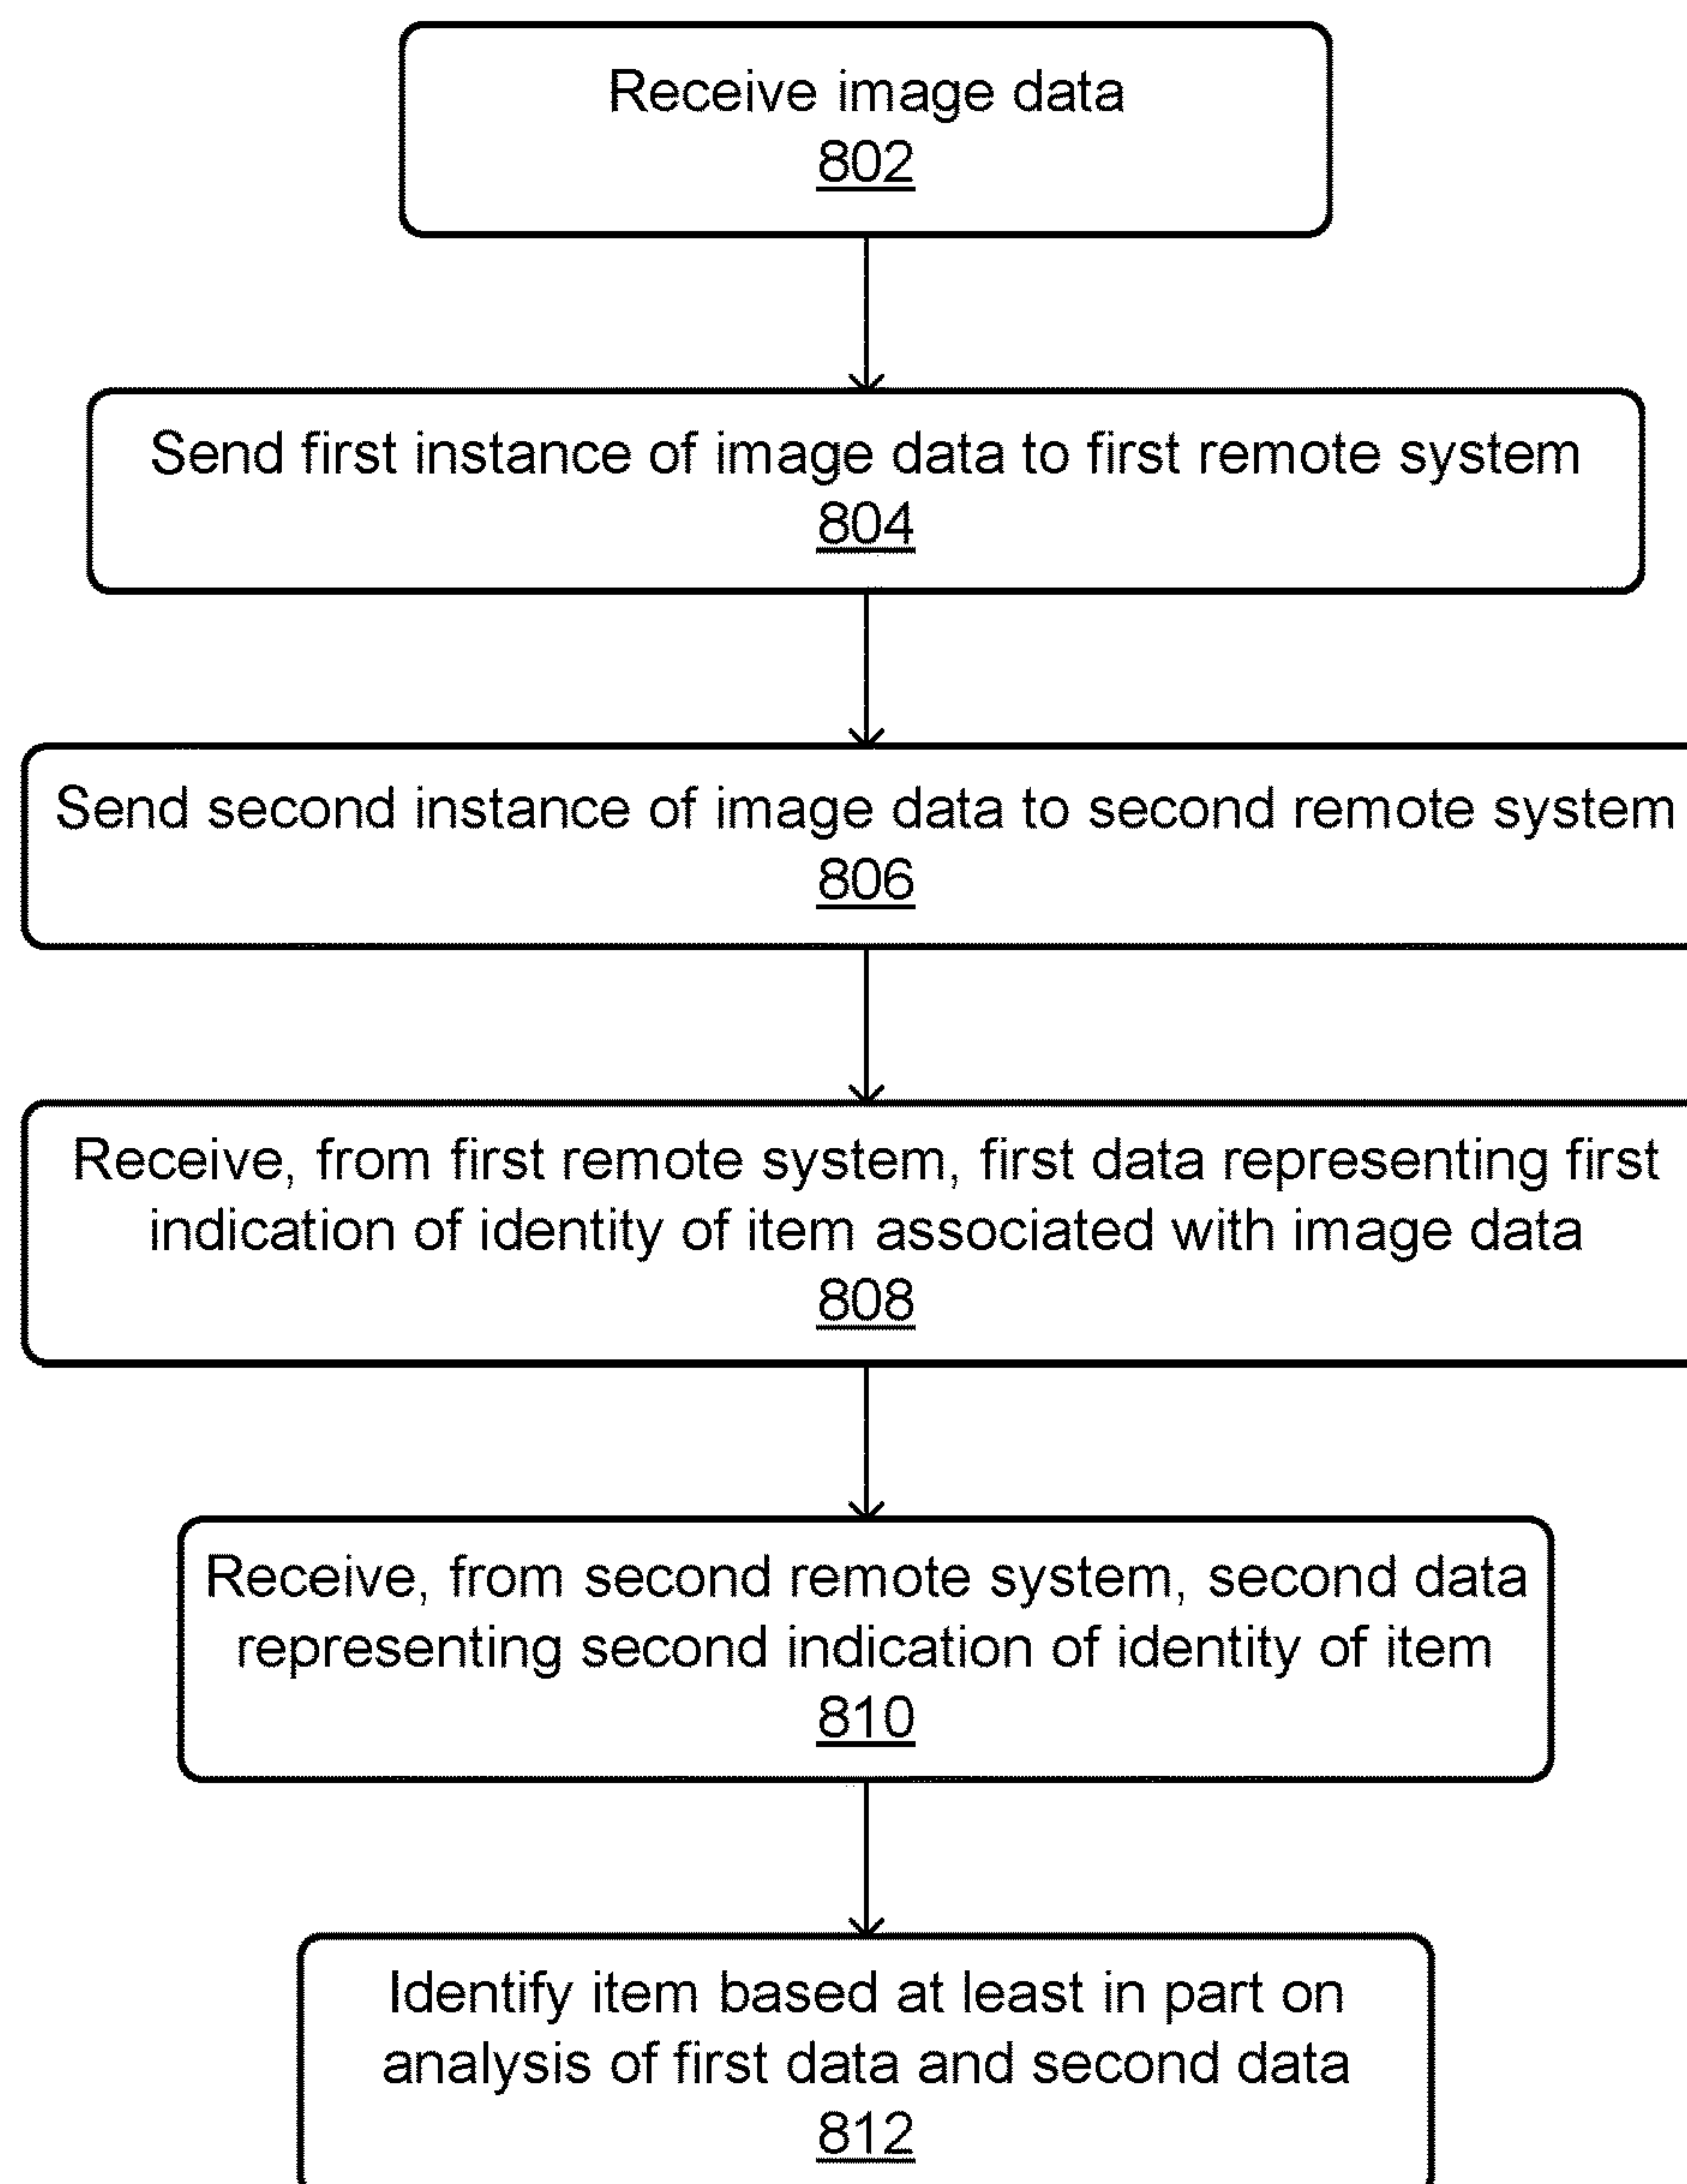 Receive image data
802
Send first instance of image data to first remote system
804
Send second instance of image data to second remote system
806
Receive, from first remote system, first data representing first
indication of identity of item associated with image data
808
Receive, from second remote system, second data
representing second indication of identity of item
810
Identify item based at least in part on
analysis of first data and second data
812